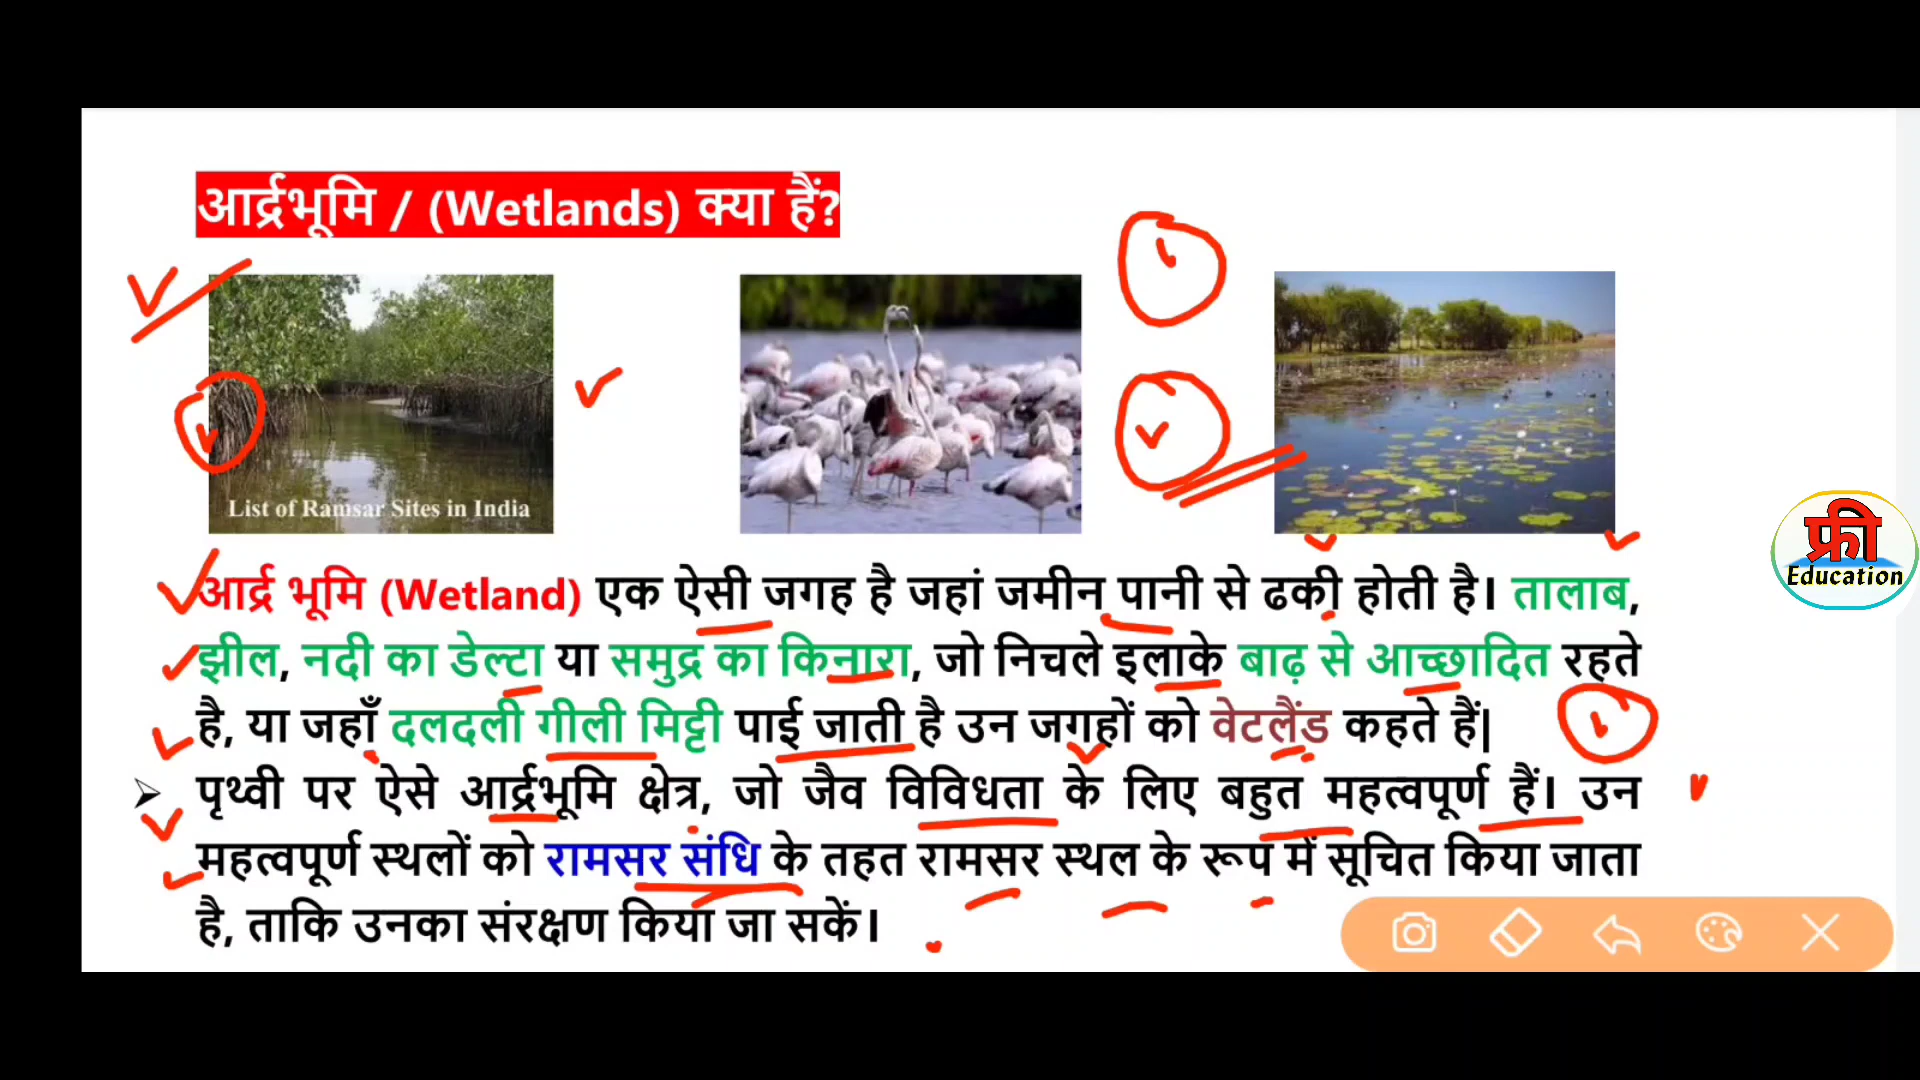 आर्द्रभूमि / (Wetlands) क्या हैं?
List of Ramsar Sites in India
आर्द्र भूमि (Wetland) एक ऐसी जगह है जहां जमीन पानी से ढकी होती है। तालाब,
झील, नदी का डेल्टा या समुद्र का किनारा, जो निचले इलाके बाढ़ से आच्छादित रहते
है, या जहाँ दलदली गीली मिट्टी पाई जाती है उन जगहों को वेटलैंड कहते हैं|
➢ पृथ्वी पर ऐसे आर्द्रभूमि क्षेत्र, जो जैव विविधता के लिए बहुत महत्वपूर्ण हैं। उन
महत्वपूर्ण स्थलों को रामसर संधि के तहत रामसर स्थल के रूप में सूचित किया जाता
है, ताकि उनका संरक्षण किया जा सकें।
फ्री
Education